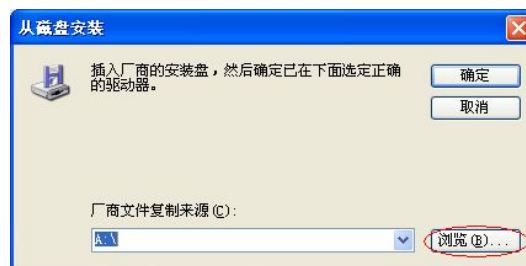 从磁盘安装
插入厂商的安装盘，然后确定已在下面选定正确
的驱动器。
确定
取消
厂商文件复制来源(C):
A:\
浏览(B)...